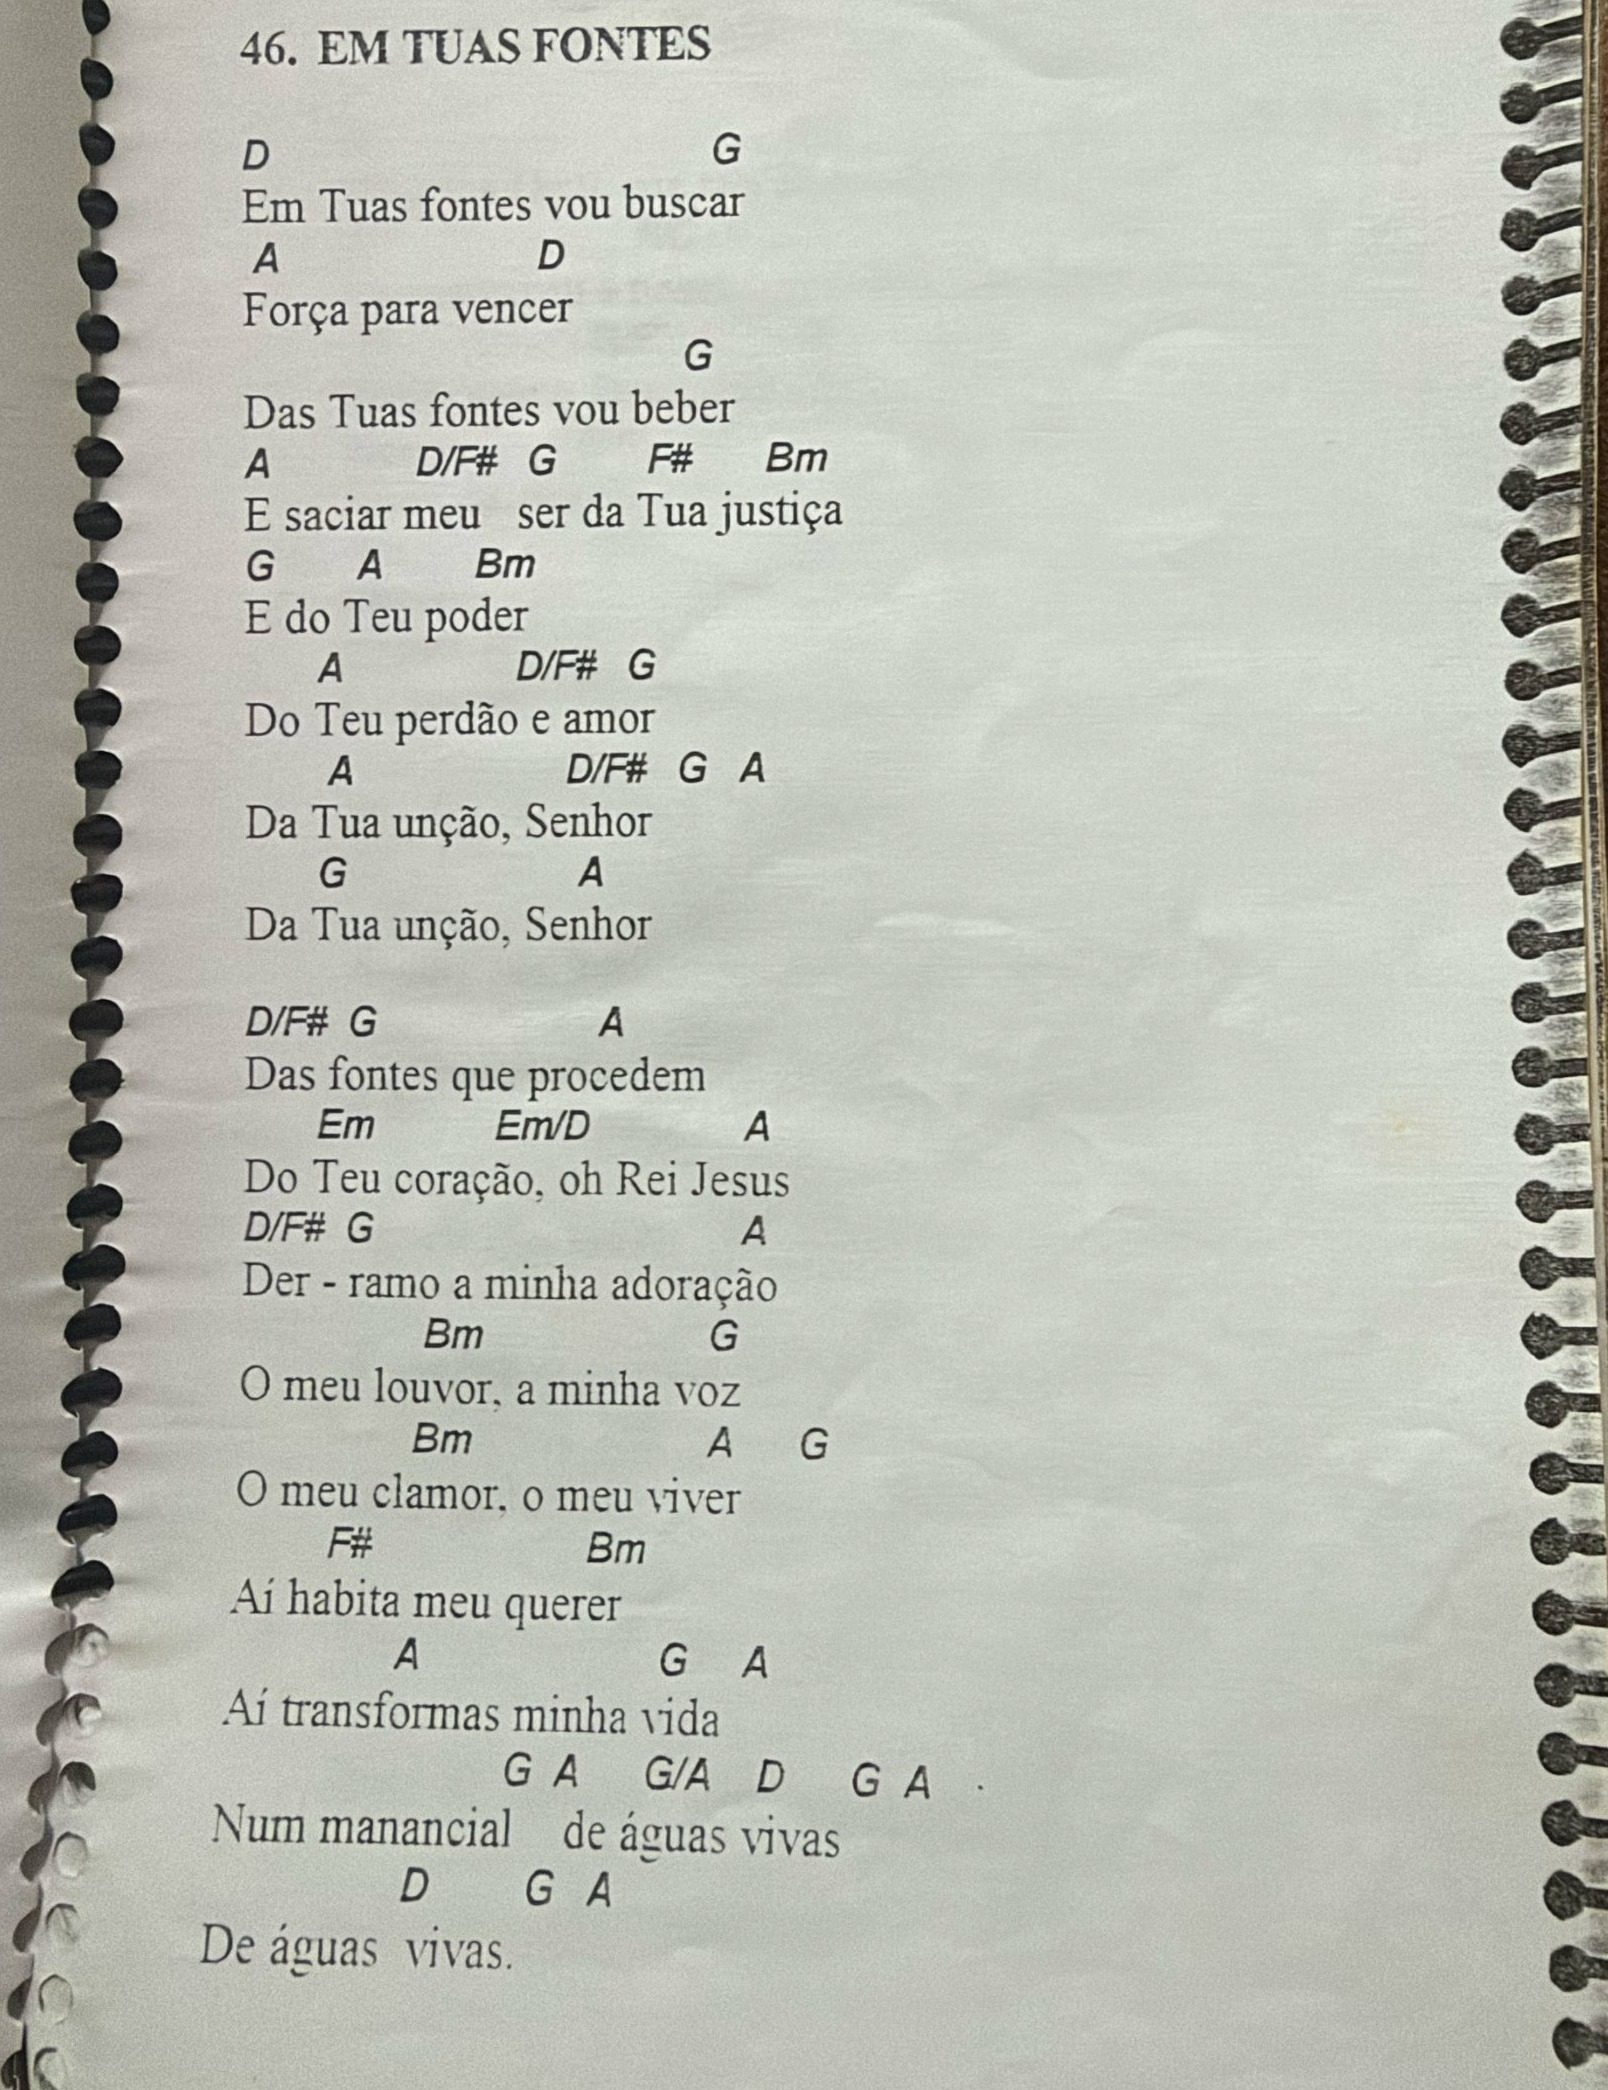 46. EM TUAS FONTES
D G
Em Tuas fontes vou buscar
A D
Força para vencer
G
Das Tuas fontes vou beber
A D/F# G F# Bm
E saciar meu ser da Tua justiça
G A Bm
E do Teu poder
A D/F# G
Do Teu perdão e amor
A D/F# G A
Da Tua unção, Senhor
G A
Da Tua unção, Senhor
D/F# G A
Das fontes que procedem
Em Em/D A
Do Teu coração, oh Rei Jesus
D/F# G A
Der - ramo a minha adoração
Bm G
O meu louvor, a minha voz
Bm A G
O meu clamor, o meu viver
F# Bm
Aí habita meu querer
A G A
Aí transformas minha vida
G A G/A D G A
Num manancial de águas vivas
D G A
De águas vivas.